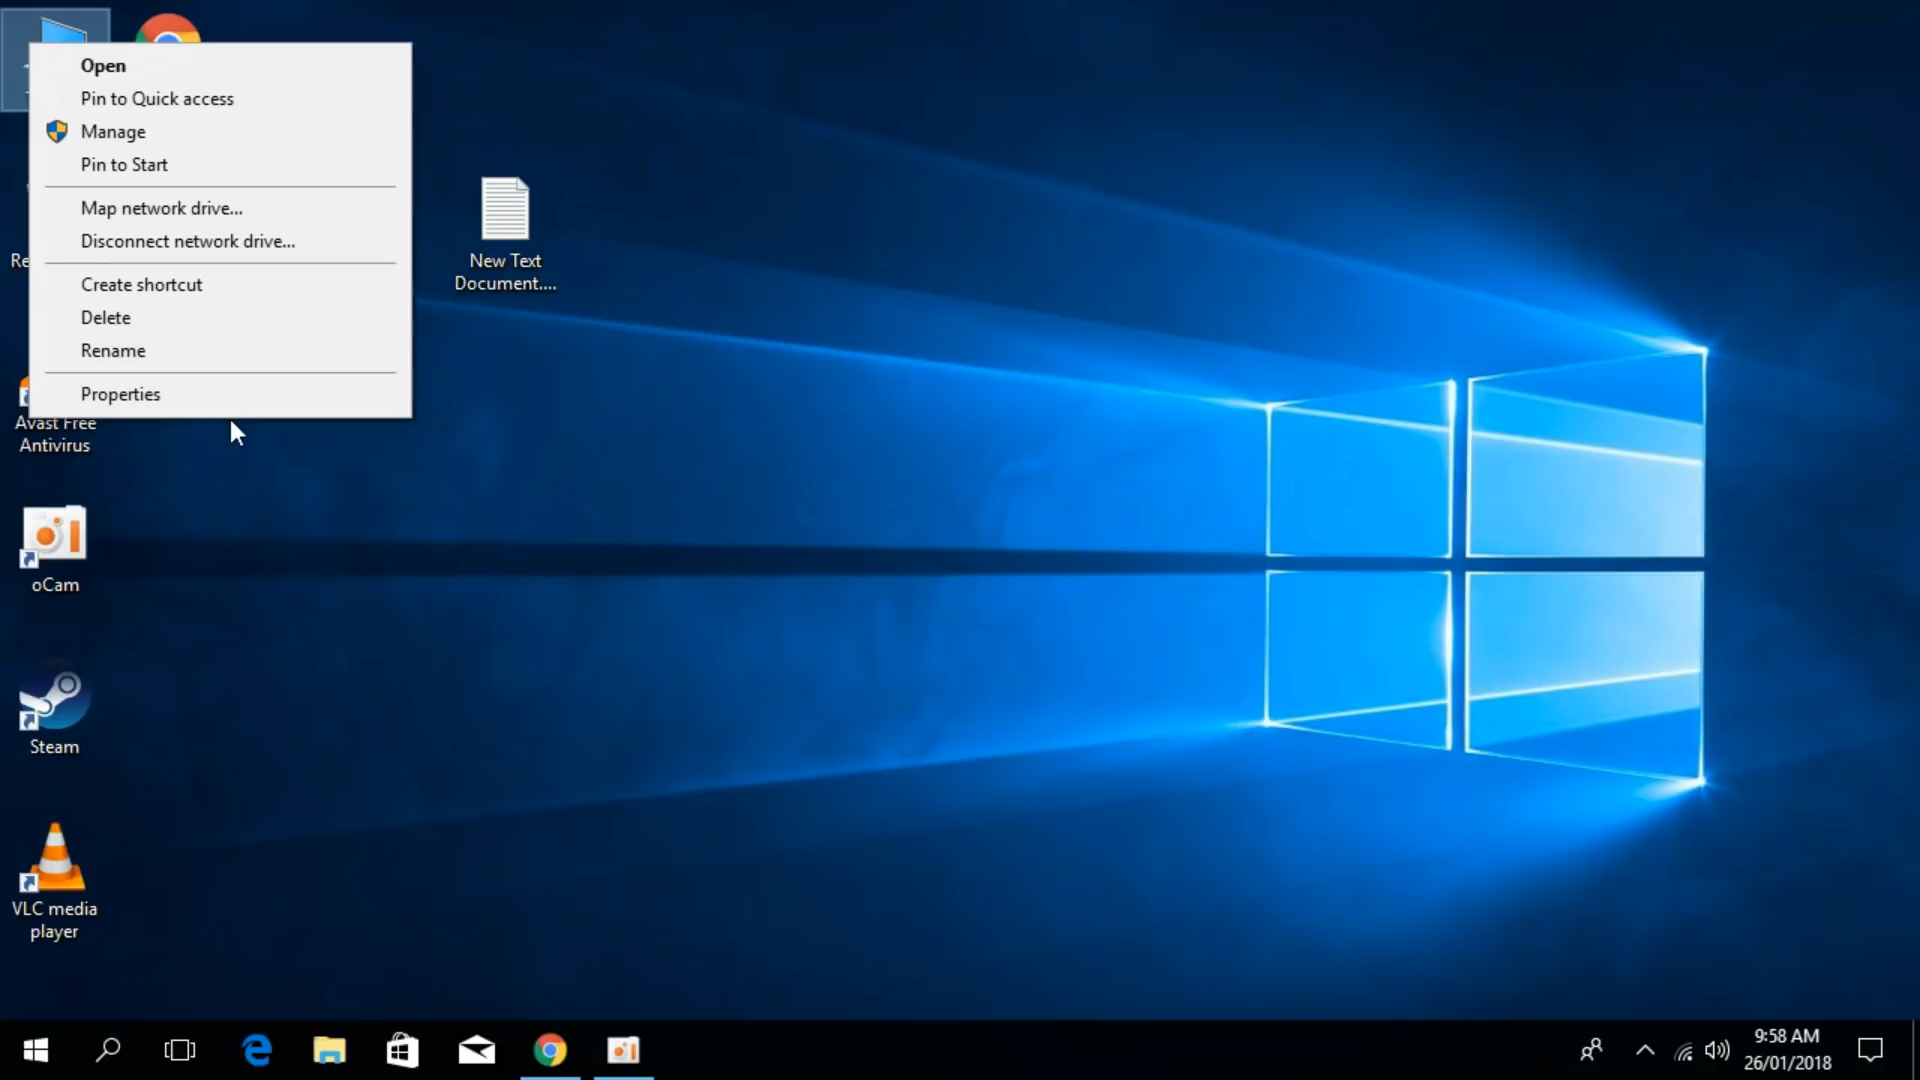 Open
Pin to Quick access
Manage
Pin to Start
Map network drive...
Disconnect network drive...
Create shortcut
Delete
Rename
Properties
New Text
Document....
Re
Avast Free
Antivirus
oCam
Steam
VLC media
player
9:58 AM
26/01/2018